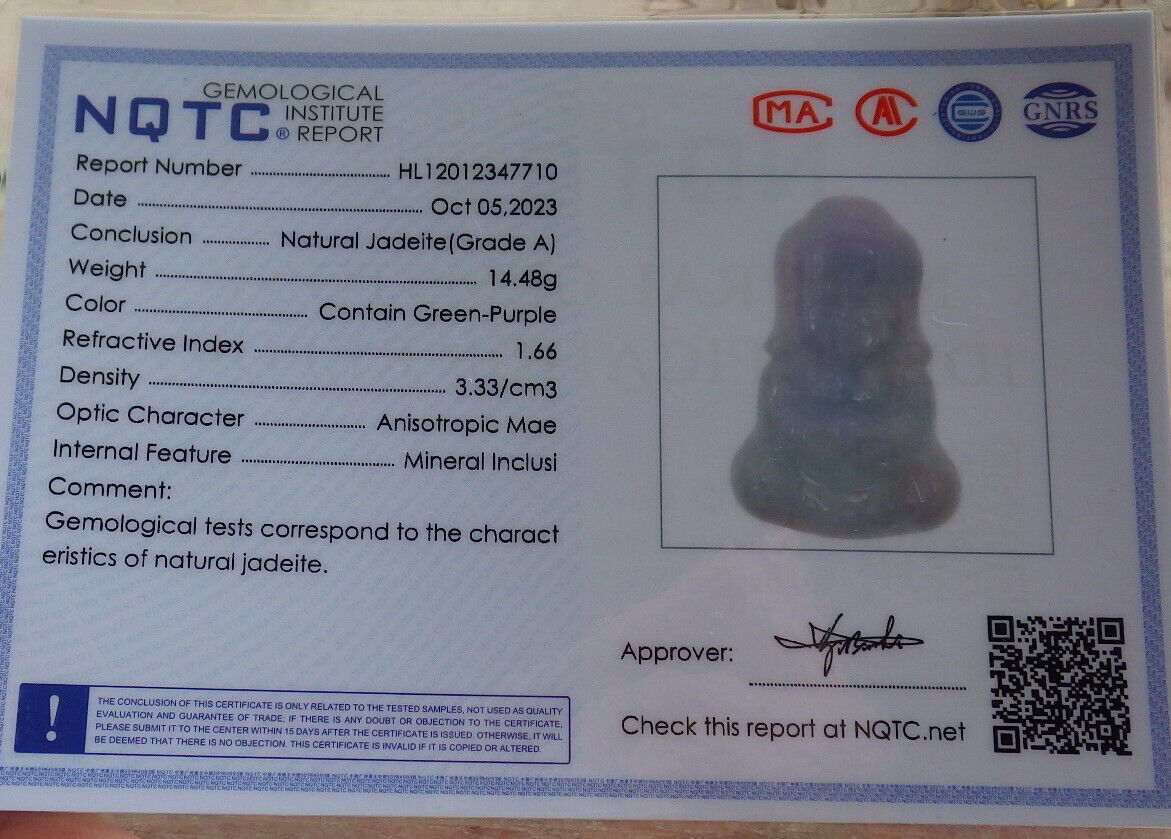 NQTC® GEMOLOGICAL
INSTITUTE
REPORT
MA
GWS
GNRS
Report Number HL12012347710
Date Oct 05,2023
Conclusion Natural Jadeite(Grade A)
Weight 14.48g
Color Contain Green-Purple
Refractive Index 1.66
Density 3.33/cm3
Optic Character Anisotropic Mae
Internal Feature Mineral Inclusi
Comment:
Gemological tests correspond to the charact
eristics of natural jadeite.
!
THE CONCLUSION OF THIS CERTIFICATE IS ONLY RELATED TO THE TESTED SAMPLES, NOT USED AS QUALITY
EVALUATION AND GUARANTEE OF TRADE; IF THERE IS ANY DOUBT OR OBJECTION TO THE CERTIFICATE,
PLEASE SUBMIT IT TO THE CENTER WITHIN 15 DAYS AFTER THE CERTIFICATE IS ISSUED. OTHERWISE, IT WILL
BE DEEMED THAT THERE IS NO OBJECTION. THIS CERTIFICATE IS INVALID IF IT IS COPIED OR ALTERED.
Approver:
Check this report at NQTC.net